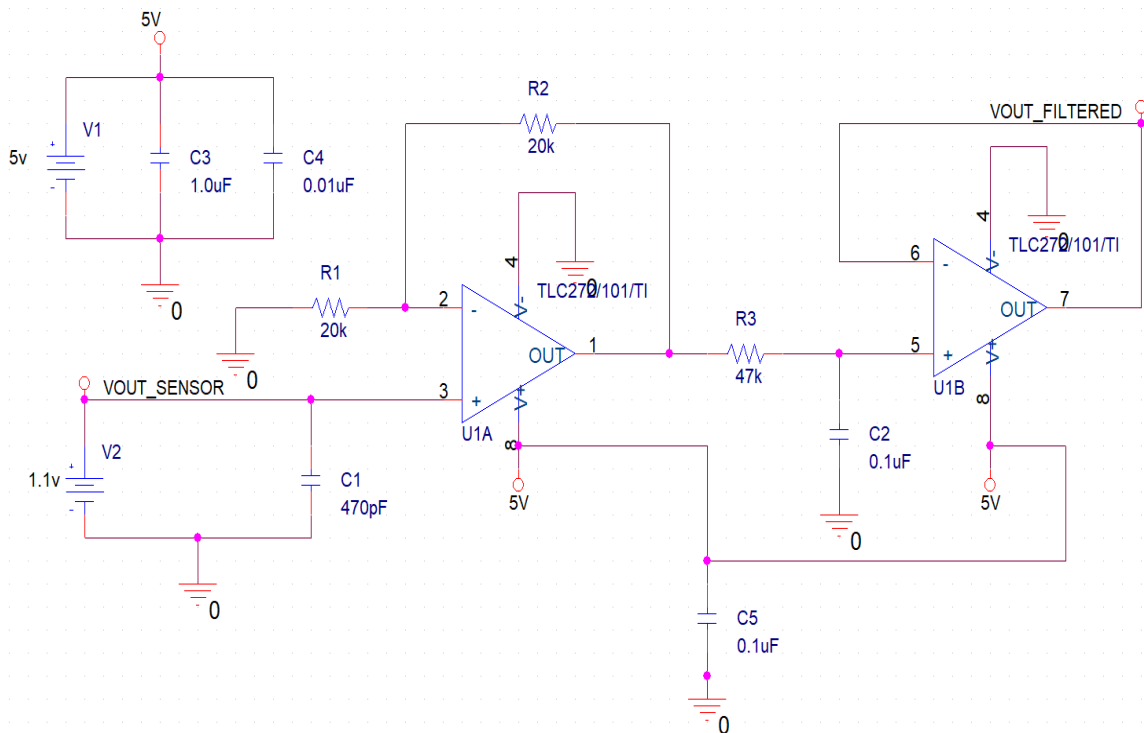 5V
V1
5v
C3
1.0uF
C4
0.01uF
0
R2
20k
VOUT_FILTERED
4
0
TLC272/101/TI
V-
R1
20k
0
2
-
OUT
1
3
+
V+
U1A
8
5V
VOUT_SENSOR
V2
1.1v
C1
470pF
0
R3
47k
C2
0.1uF
0
4
0
TLC272/101/TI
V-
6
-
OUT
7
5
+
V+
U1B
8
5V
C5
0.1uF
0